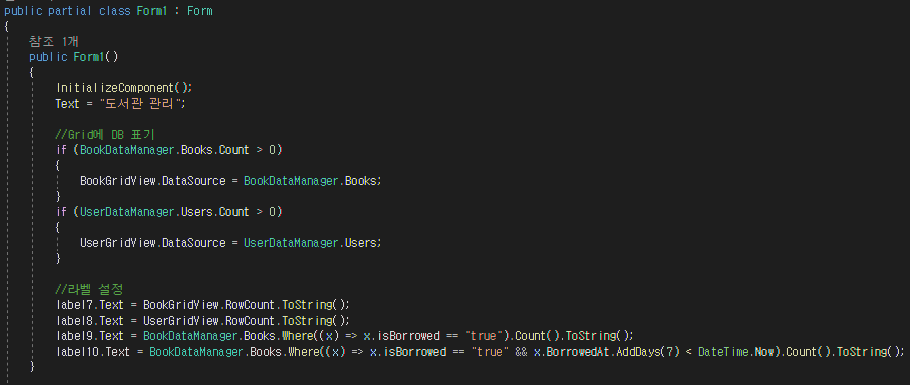 public partial class Form1 : Form
{
참조 1개
public Form1()
{
InitializeComponent();
Text = "도서관 관리";
//Grid에 DB 표기
if (BookDataManager.Books.Count > 0)
{
BookGridView.DataSource = BookDataManager.Books;
}
if (UserDataManager.Users.Count > 0)
{
UserGridView.DataSource = UserDataManager.Users;
}
//라벨 설정
label7.Text = BookGridView.RowCount.ToString();
label8.Text = UserGridView.RowCount.ToString();
label9.Text = BookDataManager.Books.Where((x) => x.isBorrowed == "true").Count().ToString();
label10.Text = BookDataManager.Books.Where((x) => x.isBorrowed == "true" && x.BorrowedAt.AddDays(7) < DateTime.Now).Count().ToString();
}